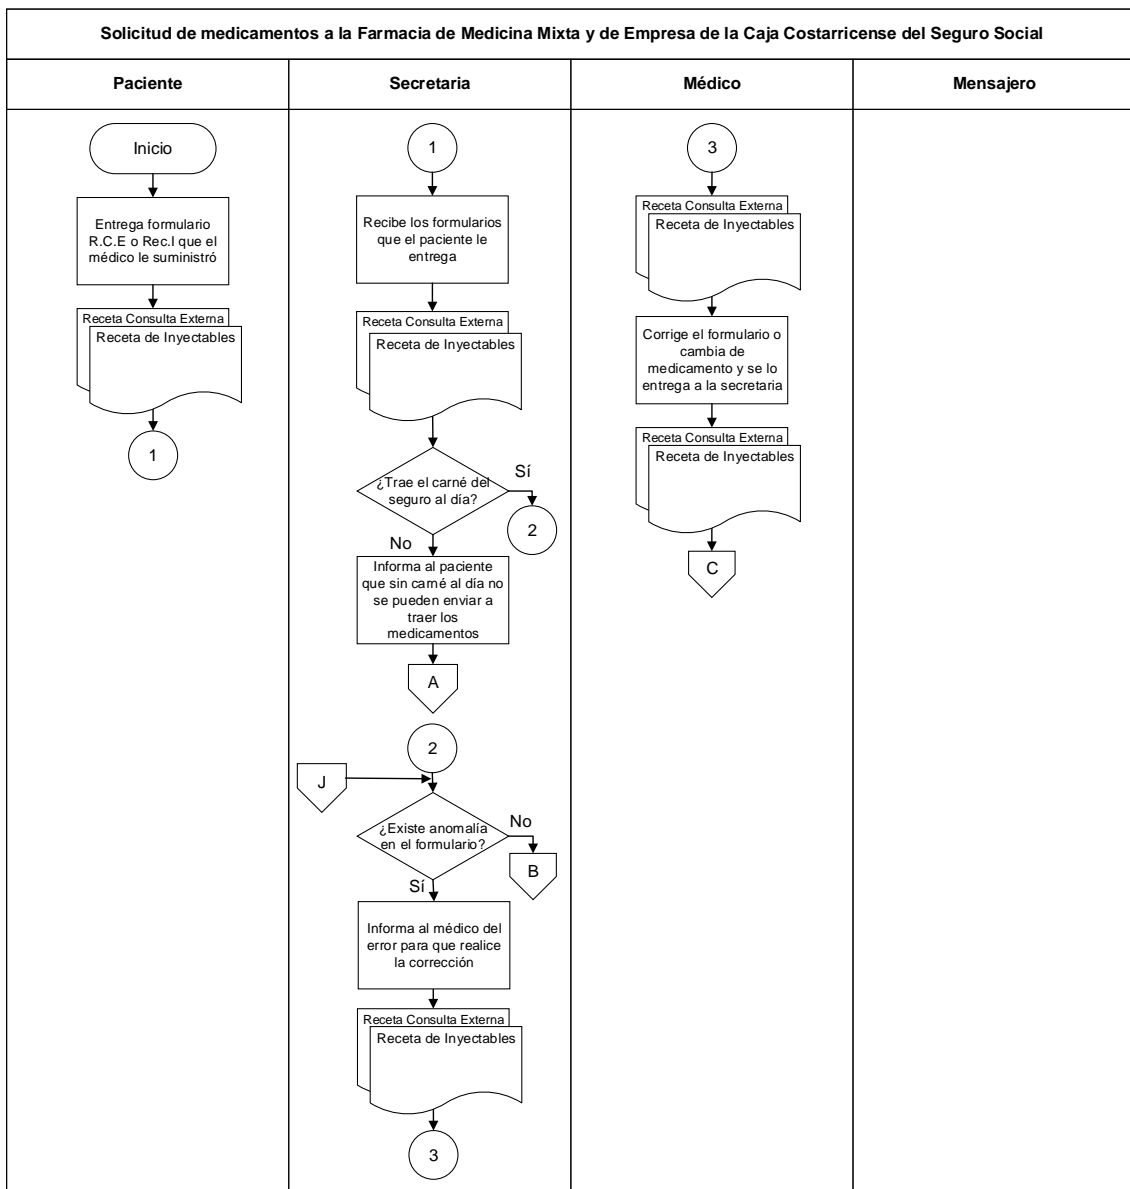 Solicitud de medicamentos a la Farmacia de Medicina Mixta y de Empresa de la Caja Costarricense del Seguro Social
Paciente
Secretaria
Médico
Mensajero
Inicio
Entrega formulario
R.C.E o Rec.I que el
médico le suministró
Receta Consulta Externa
Receta de Inyectables
1
1
Recibe los formularios
que el paciente le
entrega
Receta Consulta Externa
Receta de Inyectables
¿Trae el carné del
seguro al día?
Sí
2
No
Informa al paciente
que sin carné al día no
se pueden enviar a
traer los
medicamentos
A
2
J
¿Existe anomalía
en el formulario?
No
B
Sí
Informa al médico del
error para que realice
la corrección
Receta Consulta Externa
Receta de Inyectables
3
3
Receta Consulta Externa
Receta de Inyectables
Corrige el formulario o
cambia de
medicamento y se lo
entrega a la secretaria
Receta Consulta Externa
Receta de Inyectables
C